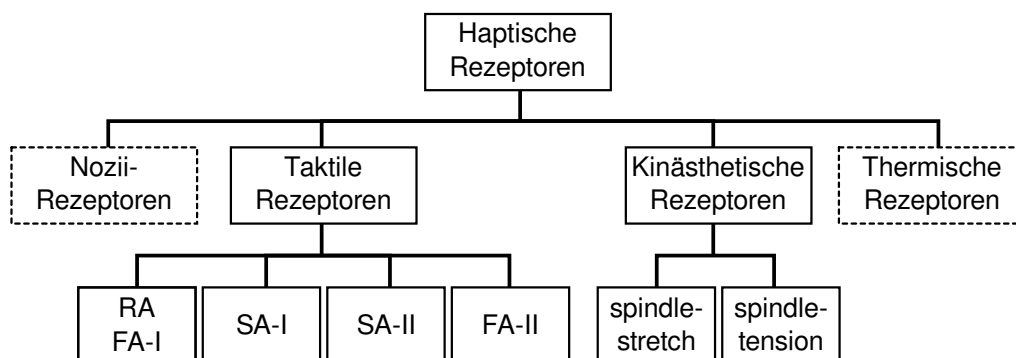 Haptische
Rezeptoren
Nozii-
Rezeptoren
Taktile
Rezeptoren
Kinästhetische
Rezeptoren
Thermische
Rezeptoren
RA
FA-I
SA-I
SA-II
FA-II
spindle-
stretch
spindle-
tension